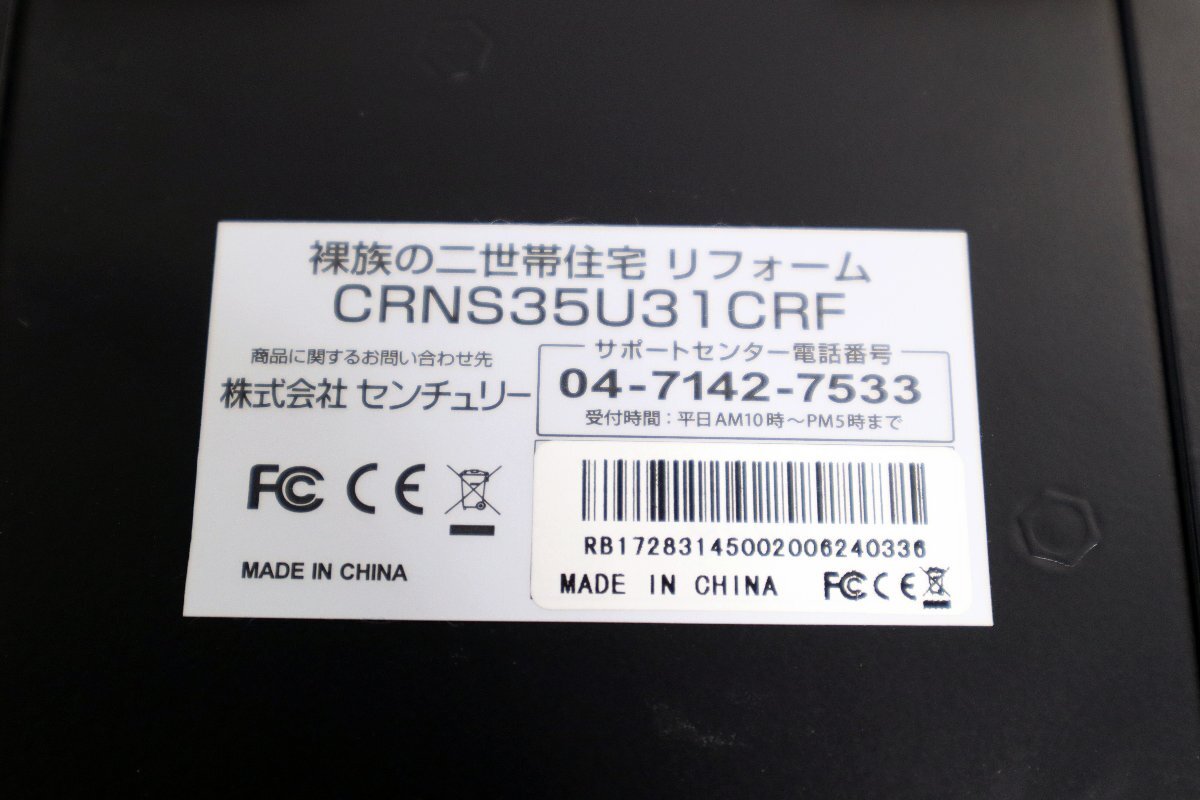 裸族の二世帯住宅 リフォーム
CRNS35U31CRF
商品に関するお問い合わせ先
株式会社 センチュリー
サポートセンター電話番号
04-7142-7533
受付時間：平日AM10時～PM5時まで
FC CE
MADE IN CHINA
RB17283145002006240336
MADE IN CHINA FC CE